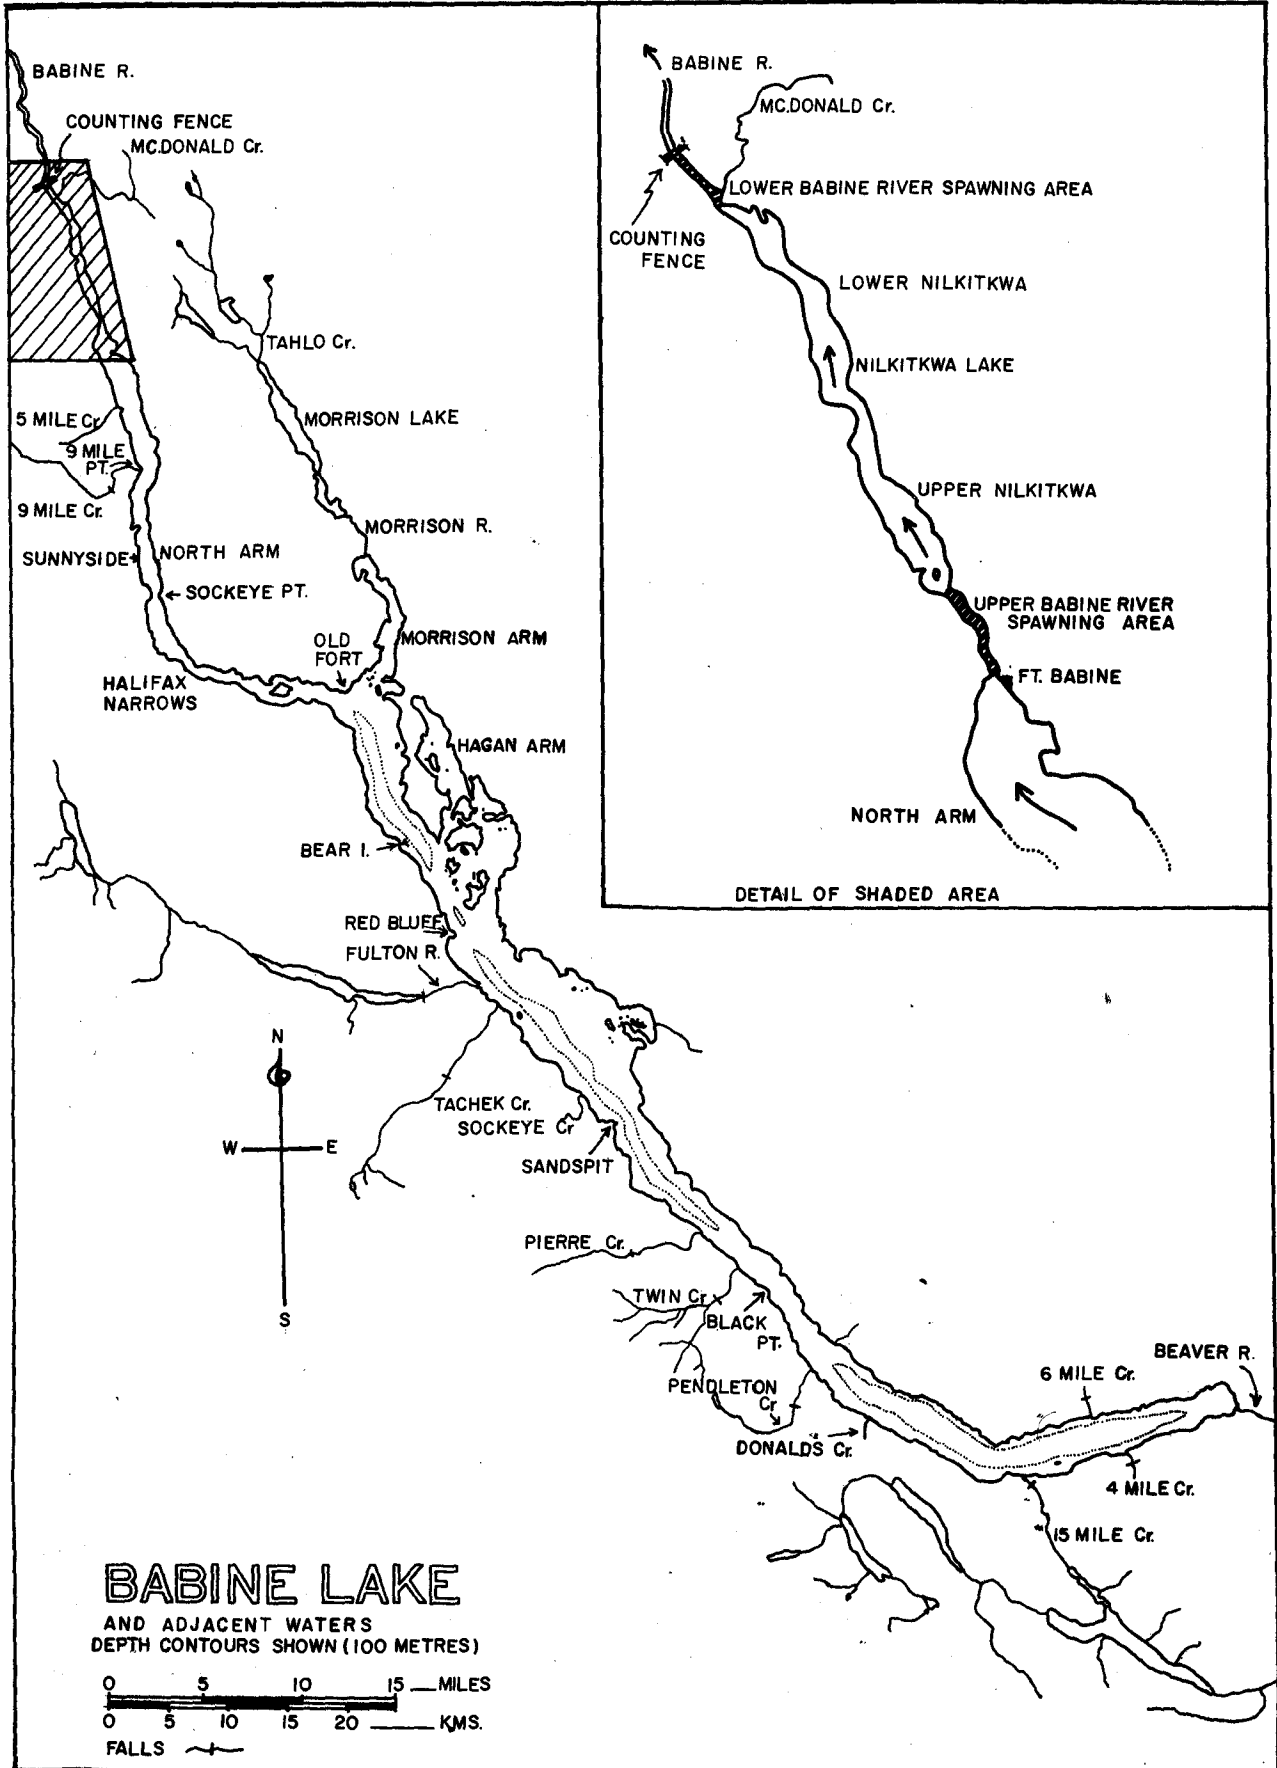 BABINE R.
COUNTING FENCE
MC.DONALD Cr.
TAHLO Cr.
5 MILE Cr.
MORRISON LAKE
9 MILE
PT.
9 MILE Cr.
MORRISON R.
SUNNYSIDE
NORTH ARM
SOCKEYE PT.
OLD
FORT
MORRISON ARM
HALIFAX
NARROWS
HAGAN ARM
BEAR I.
RED BLUFF
FULTON R.
N
W
E
S
TACHEK Cr.
SOCKEYE Cr
SANDSPIT
PIERRE Cr.
TWIN Cr
BLACK
PT.
PENDLETON
Cr
DONALDS Cr.
6 MILE Cr.
BEAVER R.
4 MILE Cr.
15 MILE Cr.
BABINE R.
MC.DONALD Cr.
LOWER BABINE RIVER SPAWNING AREA
COUNTING
FENCE
LOWER NILKITKWA
NILKITKWA LAKE
UPPER NILKITKWA
UPPER BABINE RIVER
SPAWNING AREA
FT. BABINE
NORTH ARM
DETAIL OF SHADED AREA
BABINE LAKE
AND ADJACENT WATERS
DEPTH CONTOURS SHOWN (100 METRES)
0 5 10 15 MILES
0 5 10 15 20 KMS.
FALLS